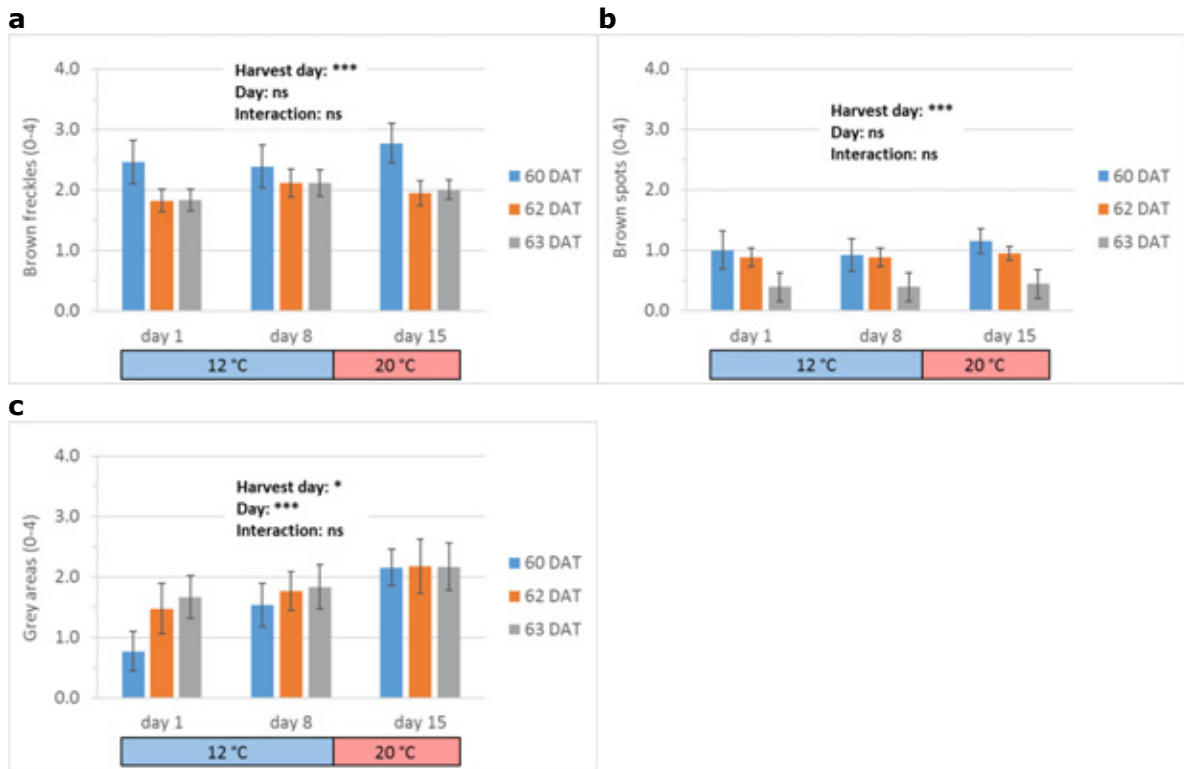 a
4.0
3.0
2.0
1.0
0.0
Brown freckles (0-4)
Harvest day: ***
Day: ns
Interaction: ns
60 DAT
62 DAT
63 DAT
day 1 day 8 day 15
12 °C 20 °C
b
4.0
3.0
2.0
1.0
0.0
Brown spots (0-4)
Harvest day: ***
Day: ns
Interaction: ns
60 DAT
62 DAT
63 DAT
day 1 day 8 day 15
12 °C 20 °C
c
4.0
3.0
2.0
1.0
0.0
Grey areas (0-4)
Harvest day: *
Day: ***
Interaction: ns
60 DAT
62 DAT
63 DAT
day 1 day 8 day 15
12 °C 20 °C